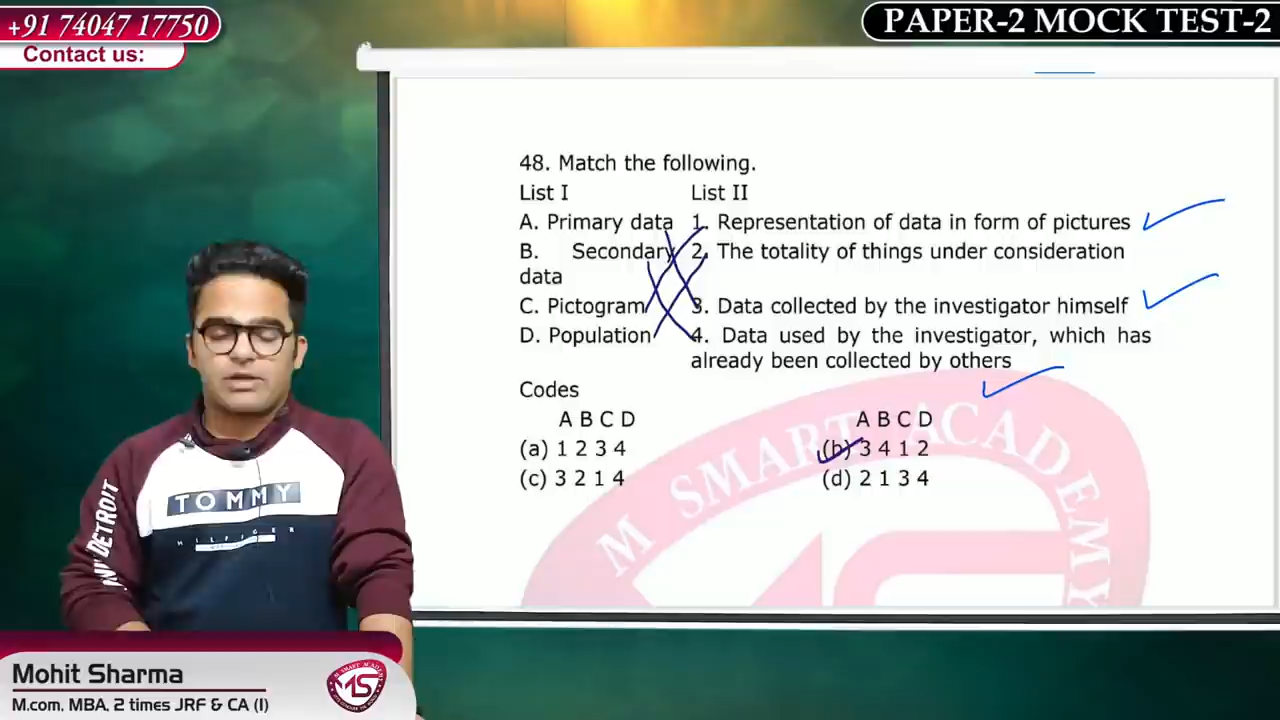 +91 74047 17750
Contact us:
PAPER-2 MOCK TEST-2
48. Match the following.
List I List II
A. Primary data 1. Representation of data in form of pictures
B. Secondary 2. The totality of things under consideration
data
C. Pictogram 3. Data collected by the investigator himself
D. Population 4. Data used by the investigator, which has
already been collected by others
Codes
A B C D A B C D
(a) 1 2 3 4 (b) 3 4 1 2
(c) 3 2 1 4 (d) 2 1 3 4
M SMART ACADEMY
TOMMY
HILFIGER
DETROIT
Mohit Sharma
M.com, MBA, 2 times JRF & CA (I)
M SMART ACADEMY
MS